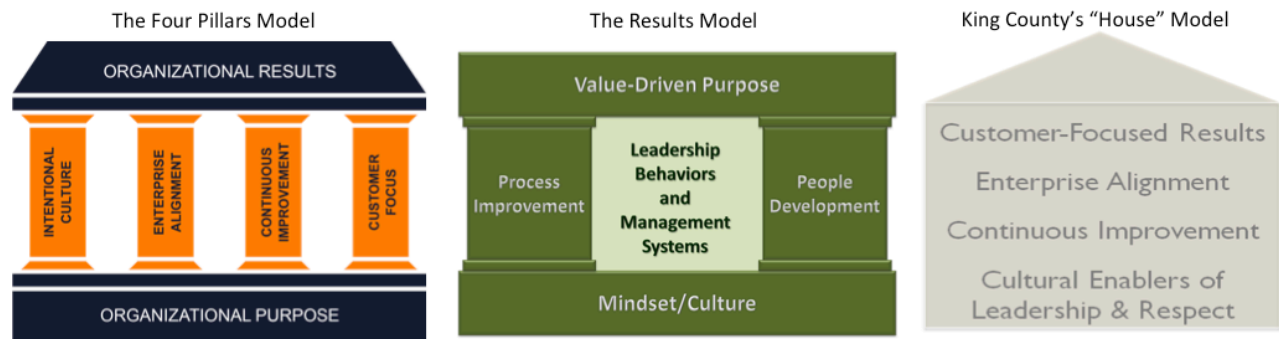 The Four Pillars Model
ORGANIZATIONAL RESULTS
INTENTIONAL
CULTURE
ENTERPRISE
ALIGNMENT
CONTINUOUS
IMPROVEMENT
CUSTOMER
FOCUS
ORGANIZATIONAL PURPOSE
The Results Model
Value-Driven Purpose
Process
Improvement
Leadership
Behaviors
and
Management
Systems
People
Development
Mindset/Culture
King County’s “House” Model
Customer-Focused Results
Enterprise Alignment
Continuous Improvement
Cultural Enablers of
Leadership & Respect